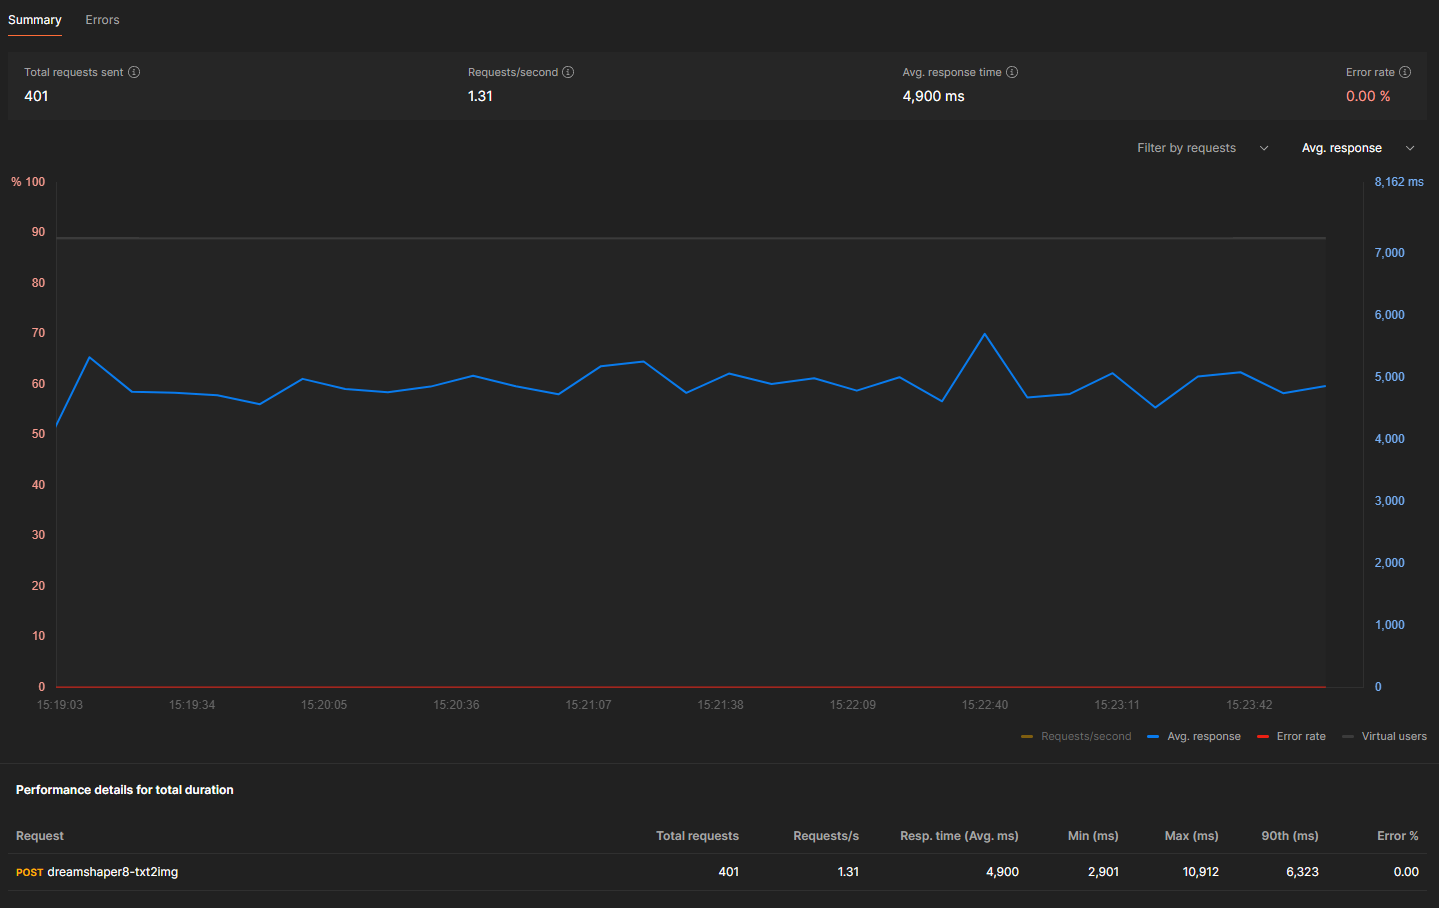 Summary Errors
Total requests sent Requests/second Avg. response time Error rate
401 1.31 4,900 ms 0.00 %
Filter by requests Avg. response
% 100 8,162 ms
90
7,000
80
70
6,000
60
5,000
50
4,000
40
3,000
30
2,000
20
1,000
10
0 0
15:19:03 15:19:34 15:20:05 15:20:36 15:21:07 15:21:38 15:22:09 15:22:40 15:23:11 15:23:42
Requests/second Avg. response Error rate Virtual users
Performance details for total duration
Request Total requests Requests/s Resp. time (Avg. ms) Min (ms) Max (ms) 90th (ms) Error %
POST dreamshaper8-txt2img 401 1.31 4,900 2,901 10,912 6,323 0.00